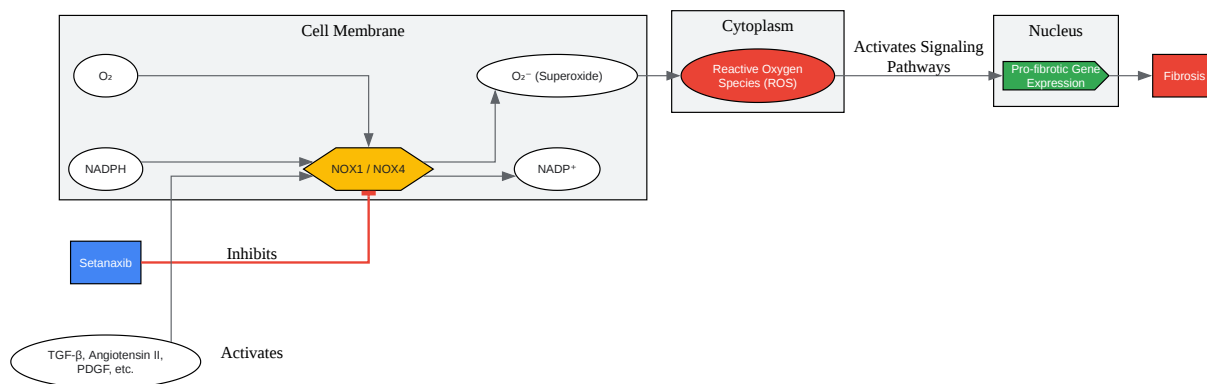 Cell Membrane
O₂
O₂⁻ (Superoxide)
NADPH
NOX1 / NOX4
NADP⁺
Cytoplasm
Reactive Oxygen
Species (ROS)
Activates Signaling
Pathways
Nucleus
Pro-fibrotic Gene
Expression
Fibrosis
Setanaxib
Inhibits
TGF-β, Angiotensin II,
PDGF, etc.
Activates